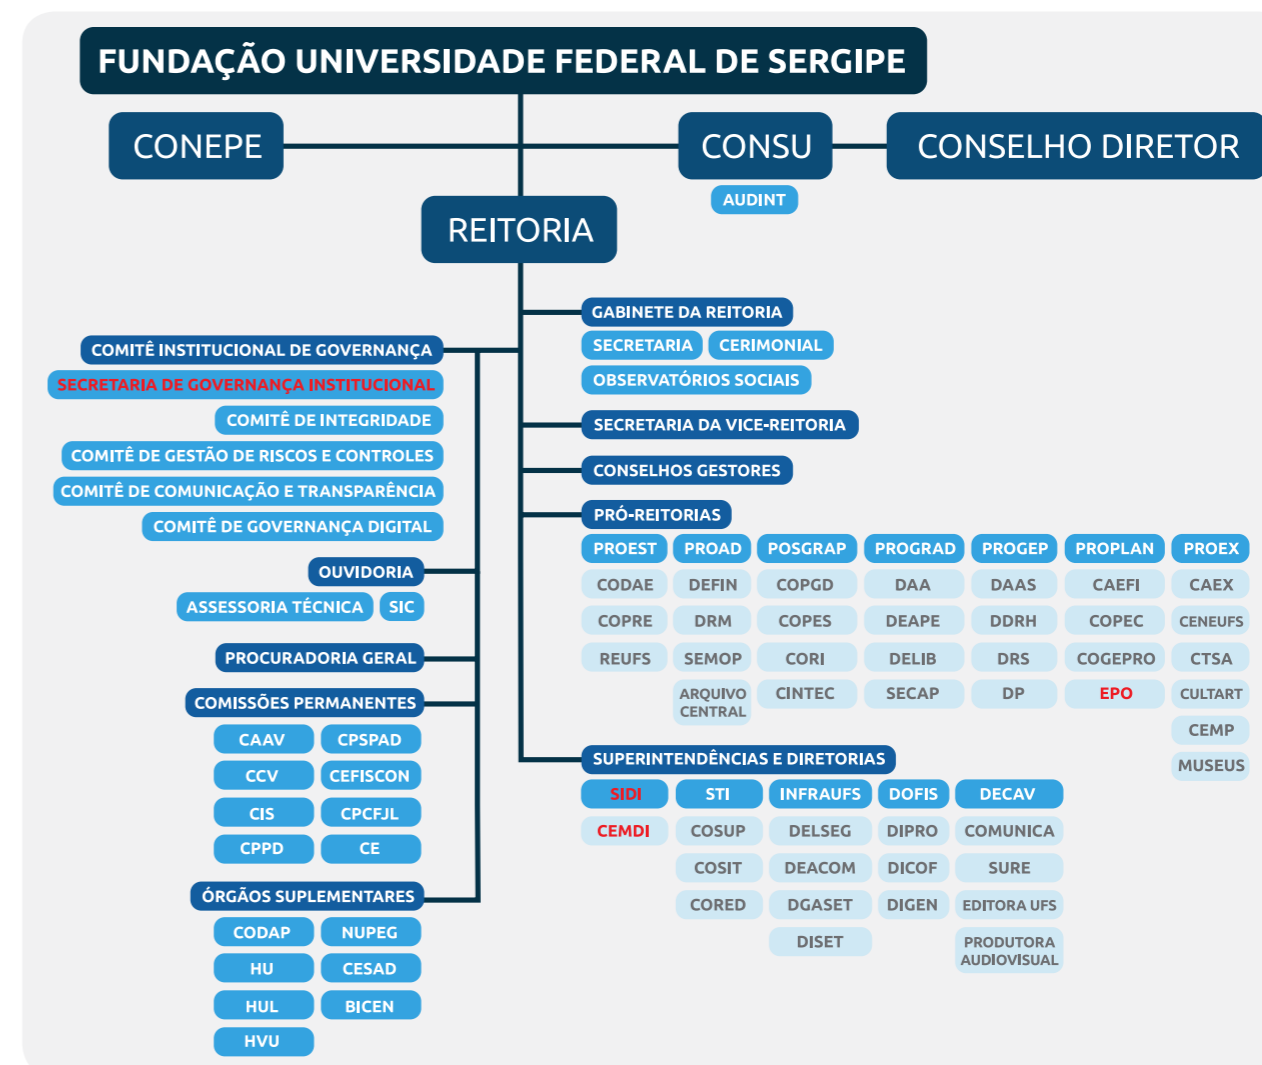 FUNDAÇÃO UNIVERSIDADE FEDERAL DE SERGIPE
CONEPE
CONSU
CONSELHO DIRETOR
AUDINT
REITORIA
COMITÊ INSTITUCIONAL DE GOVERNANÇA
SECRETARIA DE GOVERNANÇA INSTITUCIONAL
COMITÊ DE INTEGRIDADE
COMITÊ DE GESTÃO DE RISCOS E CONTROLES
COMITÊ DE COMUNICAÇÃO E TRANSPARÊNCIA
COMITÊ DE GOVERNANÇA DIGITAL
OUVIDORIA
ASSESSORIA TÉCNICA SIC
PROCURADORIA GERAL
COMISSÕES PERMANENTES
CAAV CPSPAD
CCV CEFISCON
CIS CPCFJL
CPPD CE
ÓRGÃOS SUPLEMENTARES
CODAP NUPEG
HU CESAD
HUL BICEN
HVU
GABINETE DA REITORIA
SECRETARIA CERIMONIAL
OBSERVATÓRIOS SOCIAIS
SECRETARIA DA VICE-REITORIA
CONSELHOS GESTORES
PRÓ-REITORIAS
PROEST PROAD POSGRAP PROGRAD PROGEP PROPLAN PROEX
CODAE DEFIN COPGD DAA DAAS CAEFI CAEX
COPRE DRM COPES DEAPE DDRH COPEC CENEUFS
REUFS SEMOP CORI DELIB DRS COGEPRO CTSA
ARQUIVO CINTEC SECAP DP EPO CULTART
CENTRAL
CEMP
MUSEUS
SUPERINTENDÊNCIAS E DIRETORIAS
SIDI STI INFRAUFS DOFIS DECAV
CEMDI COSUP DELSEG DIPRO COMUNICA
COSIT DEACOM DICOF SURE
CORED DGASET DIGEN EDITORA UFS
DISET PRODUTORA
AUDIOVISUAL